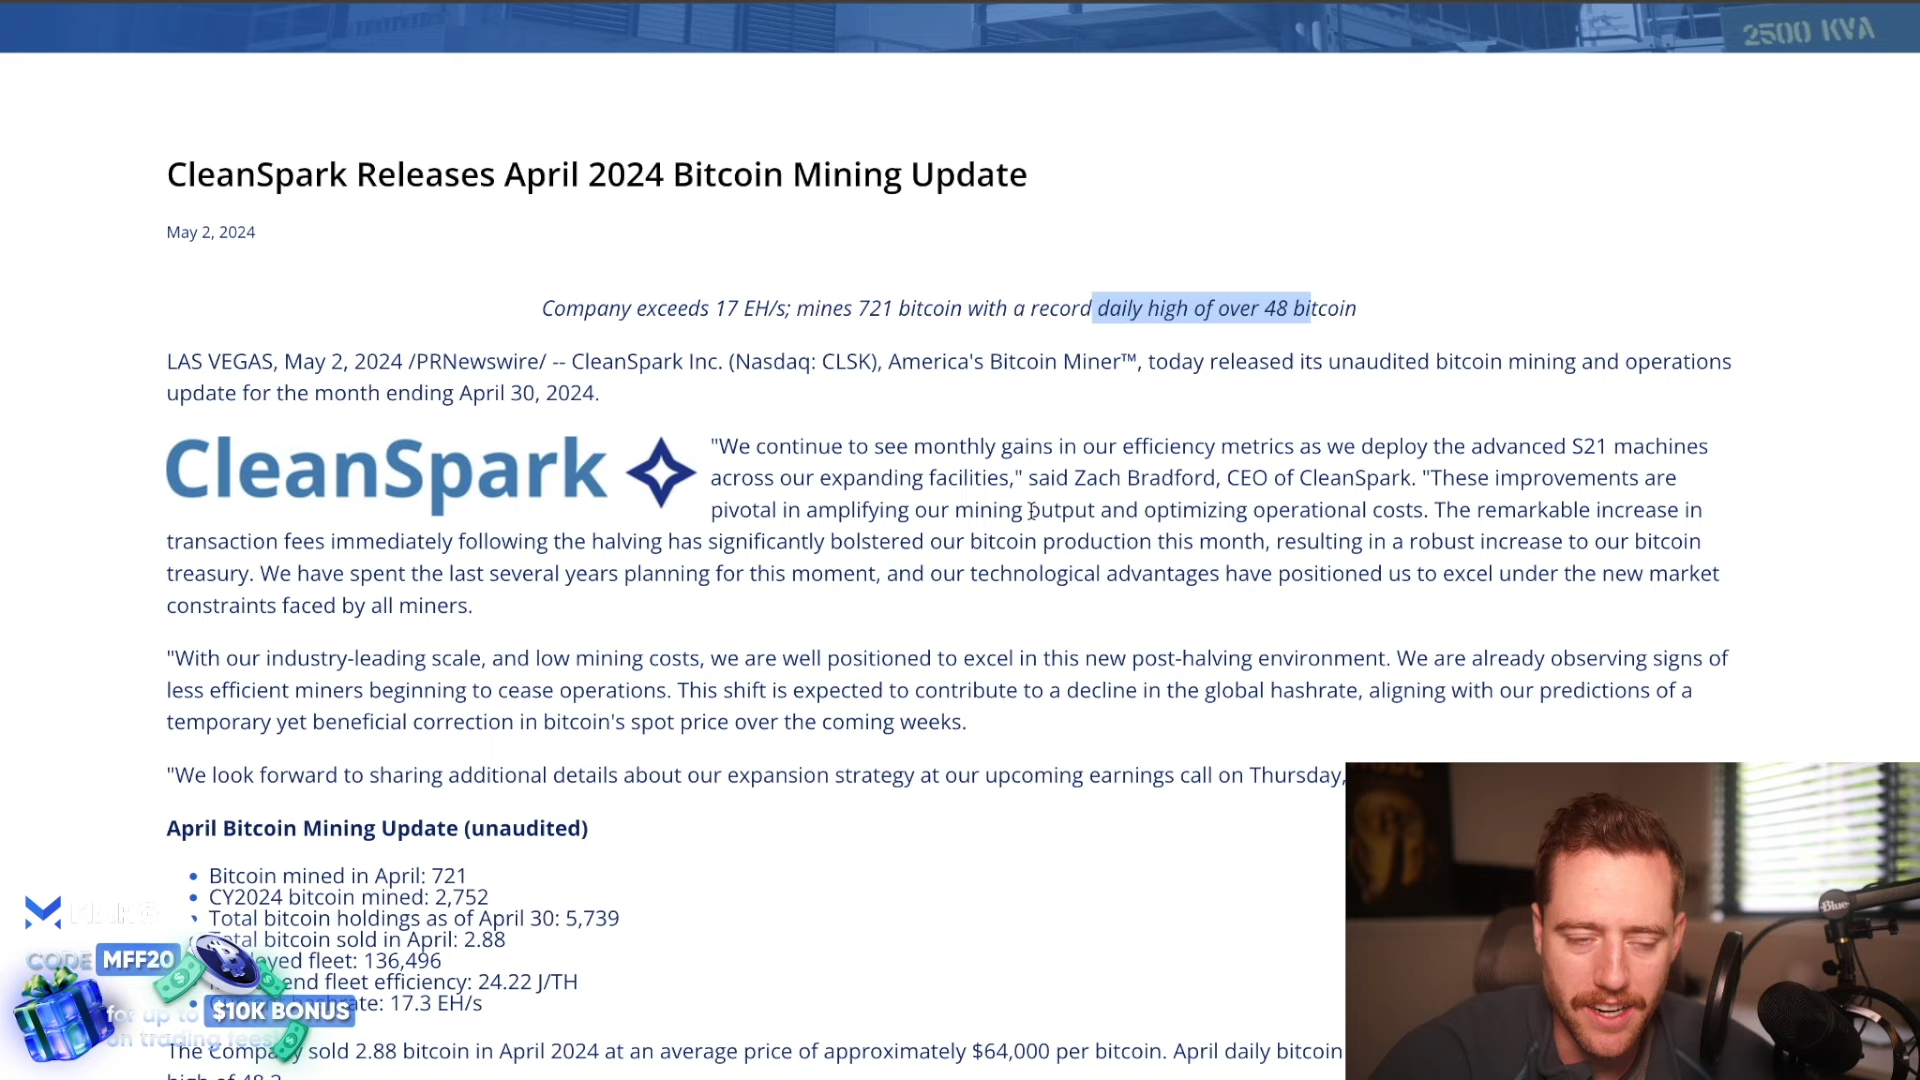 2500 KVA
CleanSpark Releases April 2024 Bitcoin Mining Update
May 2, 2024
Company exceeds 17 EH/s; mines 721 bitcoin with a record daily high of over 48 bitcoin
LAS VEGAS, May 2, 2024 /PRNewswire/ -- CleanSpark Inc. (Nasdaq: CLSK), America's Bitcoin Miner™, today released its unaudited bitcoin mining and operations
update for the month ending April 30, 2024.
CleanSpark
"We continue to see monthly gains in our efficiency metrics as we deploy the advanced S21 machines
across our expanding facilities," said Zach Bradford, CEO of CleanSpark. "These improvements are
pivotal in amplifying our mining output and optimizing operational costs. The remarkable increase in
transaction fees immediately following the halving has significantly bolstered our bitcoin production this month, resulting in a robust increase to our bitcoin
treasury. We have spent the last several years planning for this moment, and our technological advantages have positioned us to excel under the new market
constraints faced by all miners.
"With our industry-leading scale, and low mining costs, we are well positioned to excel in this new post-halving environment. We are already observing signs of
less efficient miners beginning to cease operations. This shift is expected to contribute to a decline in the global hashrate, aligning with our predictions of a
temporary yet beneficial correction in bitcoin's spot price over the coming weeks.
"We look forward to sharing additional details about our expansion strategy at our upcoming earnings call on Thursday,
April Bitcoin Mining Update (unaudited)
Bitcoin mined in April: 721
CY2024 bitcoin mined: 2,752
Total bitcoin holdings as of April 30: 5,739
Total bitcoin sold in April: 2.88
fleet: 136,496
end fleet efficiency: 24.22 J/TH
17.3 EH/s
CODE MFF20
for up to $10K BONUS
on trading fees
The Company sold 2.88 bitcoin in April 2024 at an average price of approximately $64,000 per bitcoin. April daily bitcoin
Blue